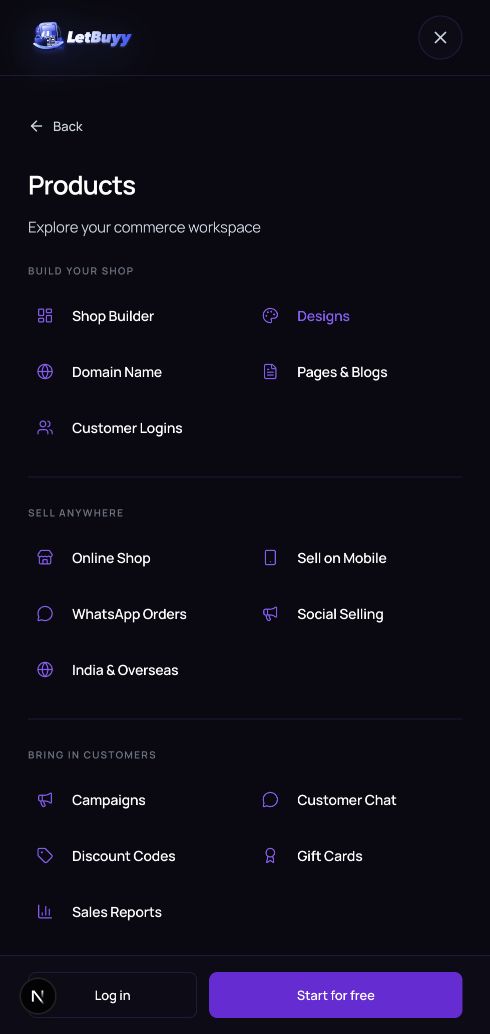 LetBuyy
Back
Products
Explore your commerce workspace
BUILD YOUR SHOP
Shop Builder
Designs
Domain Name
Pages & Blogs
Customer Logins
SELL ANYWHERE
Online Shop
Sell on Mobile
WhatsApp Orders
Social Selling
India & Overseas
BRING IN CUSTOMERS
Campaigns
Customer Chat
Discount Codes
Gift Cards
Sales Reports
N
Log in
Start for free